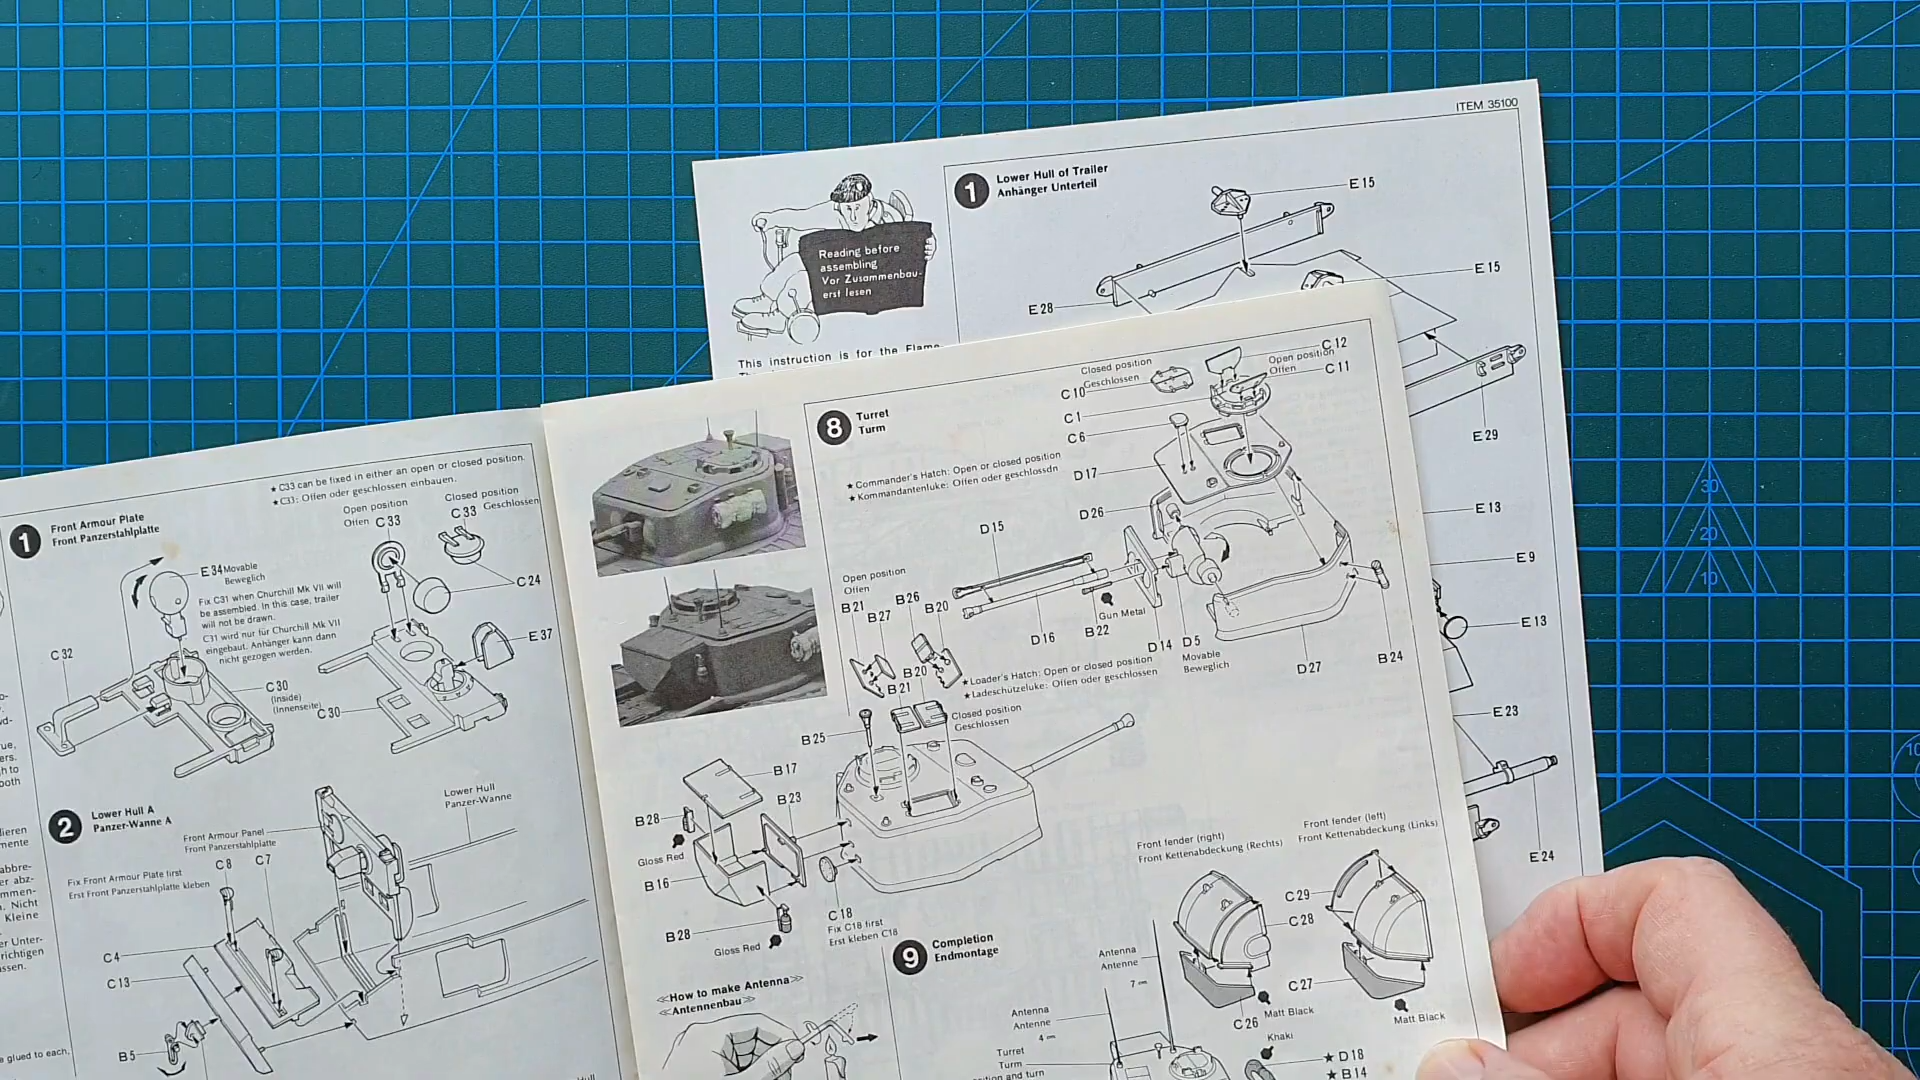 ITEM 35100
1
Lower Hull of Trailer
Anhänger Unterteil
E 15
E 15
E 28
E 29
E 13
E 9
E 13
E 23
E 24
Reading before
assembling
Vor Zusammenbau-
erst lesen
This instruction is for the Flame
★ C33 can be fixed in either an open or closed position.
★ C33: Offen oder geschlossen einbauen.
1
Front Armour Plate
Front Panzerstahlplatte
Open position
Offen C 33
Closed position
C 33 Geschlossen
E 34 Movable
Beweglich
C 24
Fix C31 when Churchill Mk VII will
be assembled. In this case, trailer
will not be drawn.
C31 wird nur für Churchill Mk VII
eingebaut. Anhänger kann dann
nicht gezogen werden.
E 37
C 32
C 30
(Inside)
(Innenseite)
C 30
2
Lower Hull A
Panzer-Wanne A
Lower Hull
Panzer-Wanne
Front Armour Panel
Front Panzerstahlplatte
C 8
C 7
Fix Front Armour Plate first
Erst Front Panzerstahlplatte kleben
C 4
C 13
B 5
a glued to each.
8
Turret
Turm
Closed position
Geschlossen
Open position
Offen
C 12
C 11
C 10
C 1
C 6
★ Commander's Hatch: Open or closed position
★ Kommandantenluke: Offen oder geschlossdn
D 17
D 26
D 15
Open position
Offen
B 21
B 27
B 26
B 20
Gun Metal
D 16
B 22
D 14
D 5
Movable
Beweglich
D 27
B 24
★ Loader's Hatch: Open or closed position
★ Ladeschützeluke: Offen oder geschlossen
B 20
B 21
Closed position
Geschlossen
B 25
B 17
B 23
B 28
Gloss Red
B 16
B 28
Gloss Red
C 18
Fix C18 first
Erst kleben C18
≪How to make Antenna≫
≪Antennenbau≫
9
Completion
Endmontage
Front fender (right)
Front Kettenabdeckung (Rechts)
Front fender (left)
Front Kettenabdeckung (Links)
C 29
C 28
C 27
C 26
Matt Black
Matt Black
Antenna
Antenne
7 cm
Antenna
Antenne
4 cm
Turret
Turm
Khaki
★ D 18
★ B 14